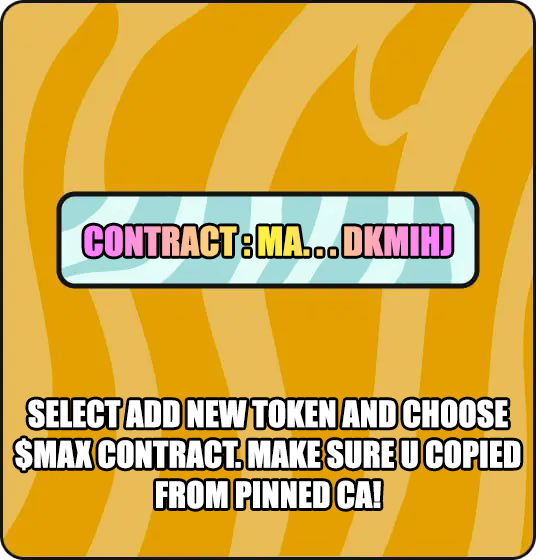 CONTRACT : MA. . . DKMIHJ
SELECT ADD NEW TOKEN AND CHOOSE
$MAX CONTRACT. MAKE SURE U COPIED
FROM PINNED CA!